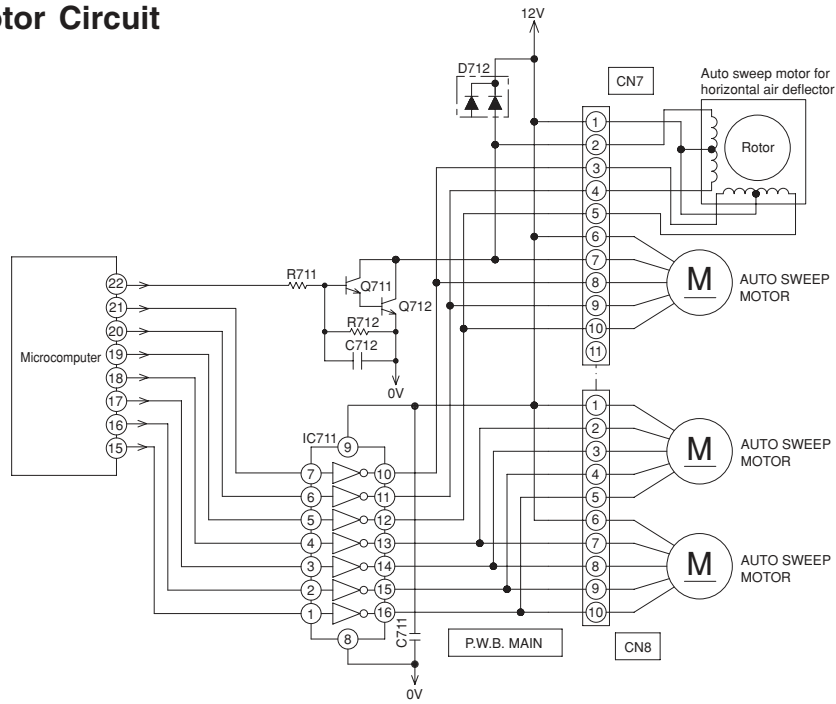 otor Circuit
12V
D712
CN7
Auto sweep motor for
horizontal air deflector
Rotor
1
2
3
4
5
6
7
8
9
10
11
M
AUTO SWEEP
MOTOR
Microcomputer
22
21
20
19
18
17
16
15
R711
Q711
Q712
R712
C712
0V
IC711
9
7
6
5
4
3
2
1
8
10
11
12
13
14
15
16
C711
0V
1
2
3
4
5
6
7
8
9
10
M
AUTO SWEEP
MOTOR
M
AUTO SWEEP
MOTOR
P.W.B. MAIN
CN8